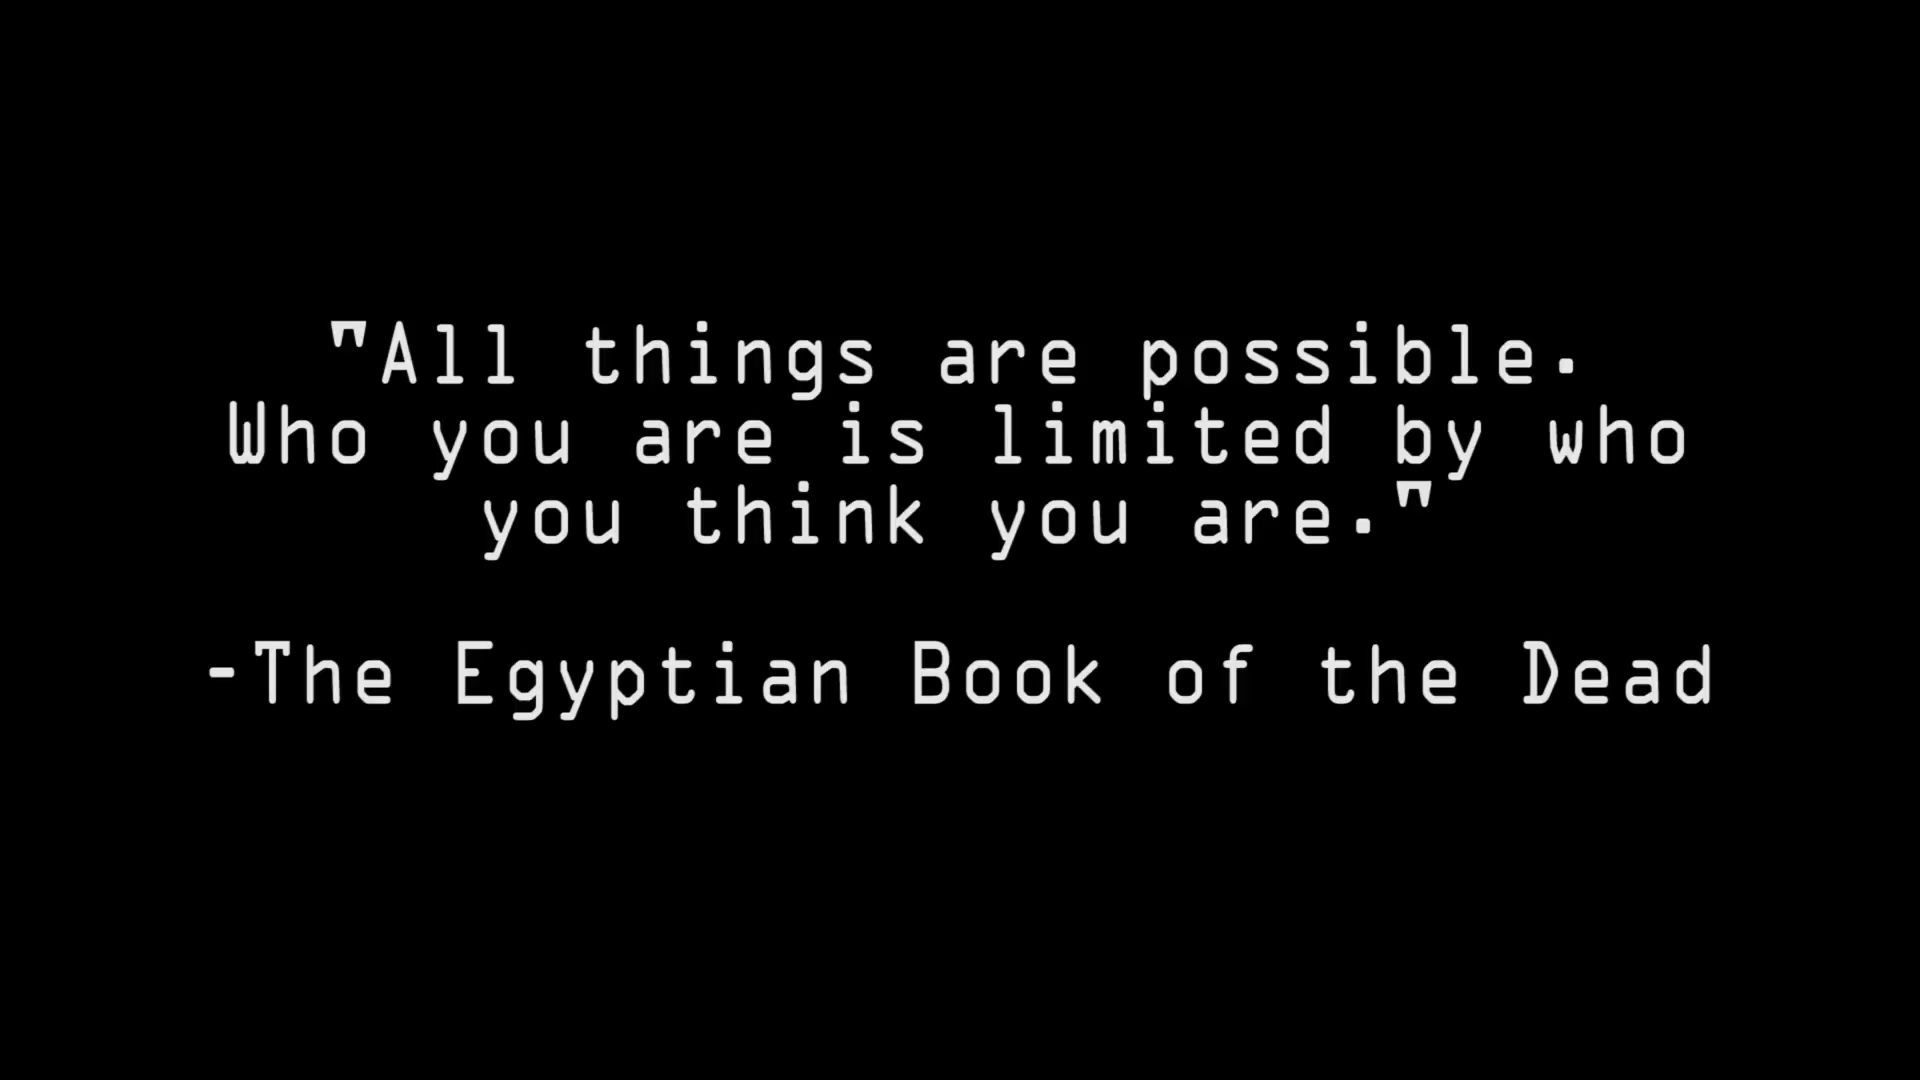 "All things are possible.
Who you are is limited by who
you think you are."
-The Egyptian Book of the Dead